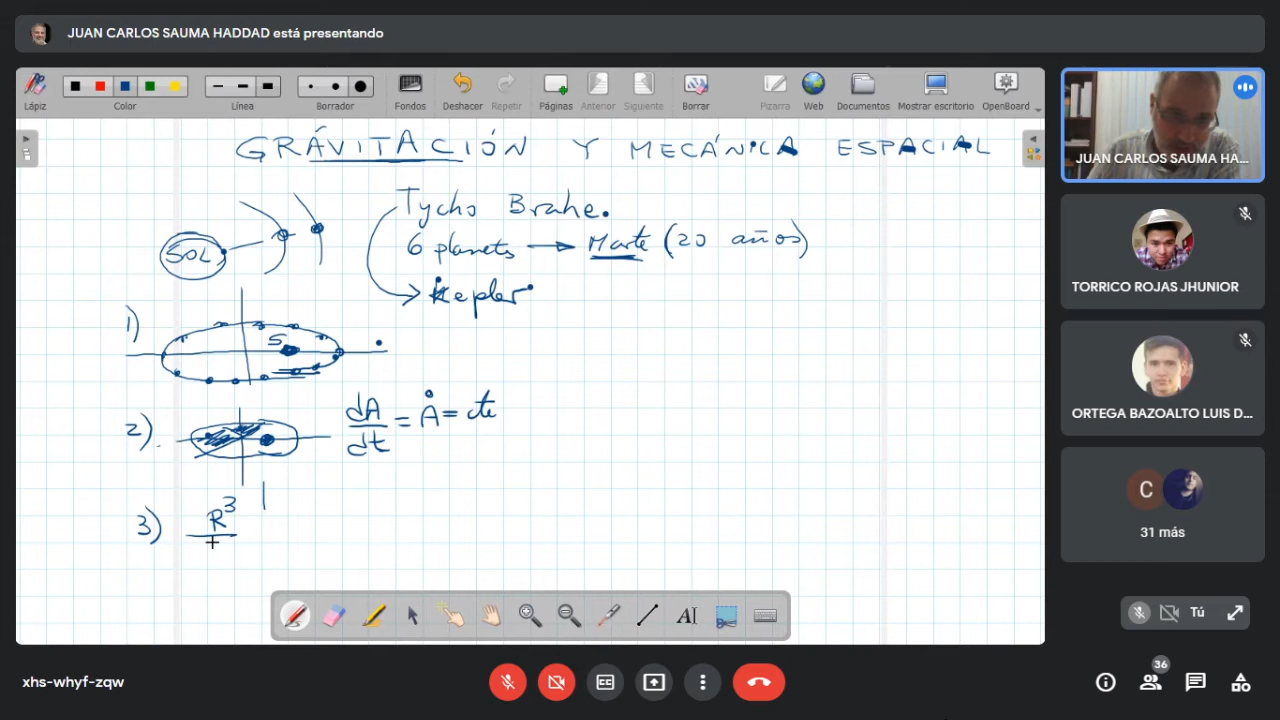 JUAN CARLOS SAUMA HADDAD está presentando
Lápiz Color Línea Borrador Fondos Deshacer Repetir Páginas Anterior Siguiente Borrar Pizarra Web Documentos Mostrar escritorio OpenBoard
GRÁVITACIÓN Y MECÁNICA ESPACIAL
SOL
Tycho Brahe.
6 planets → Marte (20 años)
Kepler
1)
S
2)
dA/dt = Å = cte
3) R³
JUAN CARLOS SAUMA HA...
TORRICO ROJAS JHUNIOR
ORTEGA BAZOALTO LUIS D...
C
31 más
Tú
xhs-whyf-zqw
CC
36
AI